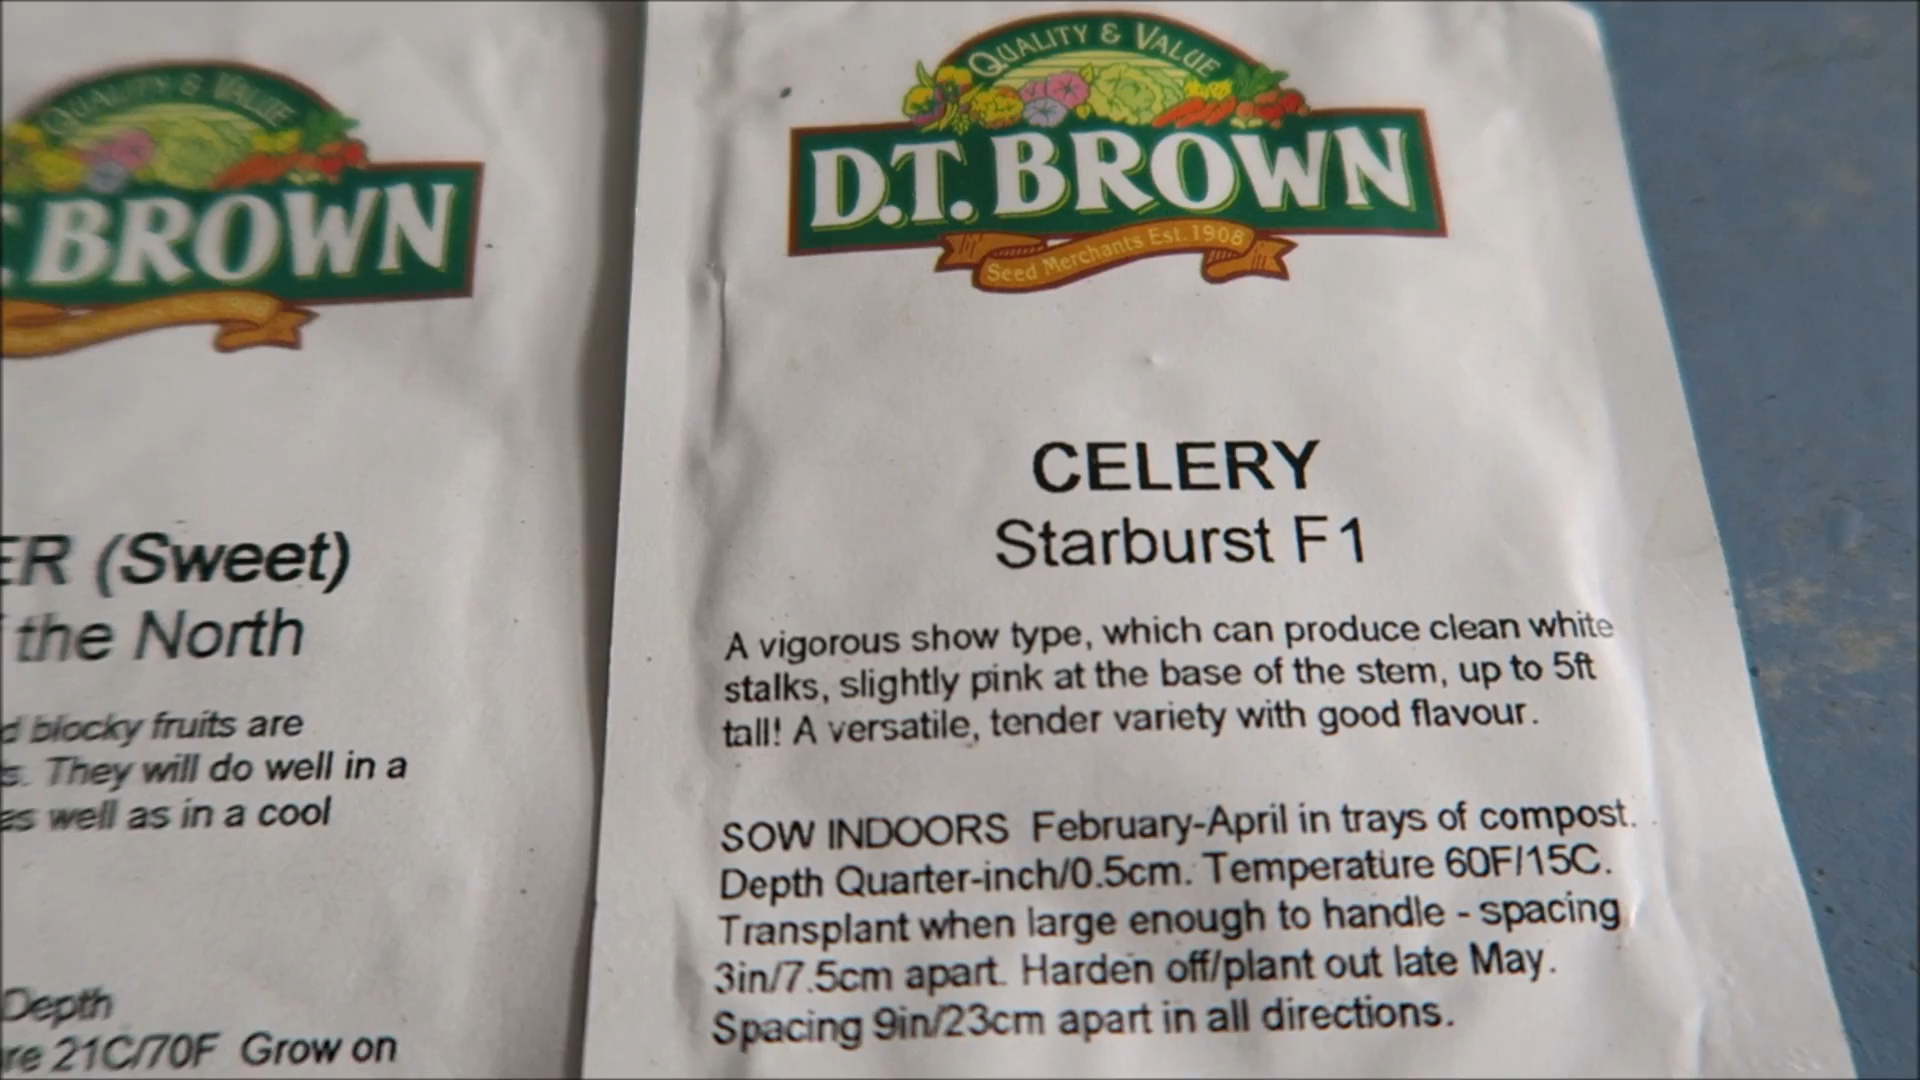 QUALITY & VALUE
BROWN
ER (Sweet)
the North
d blocky fruits are
s. They will do well in a
as well as in a cool
Depth
re 21C/70F Grow on
QUALITY & VALUE
D.T. BROWN
Seed Merchants Est. 1908
CELERY
Starburst F1
A vigorous show type, which can produce clean white
stalks, slightly pink at the base of the stem, up to 5ft
tall! A versatile, tender variety with good flavour.
SOW INDOORS February-April in trays of compost.
Depth Quarter-inch/0.5cm. Temperature 60F/15C.
Transplant when large enough to handle - spacing
3in/7.5cm apart. Harden off/plant out late May.
Spacing 9in/23cm apart in all directions.